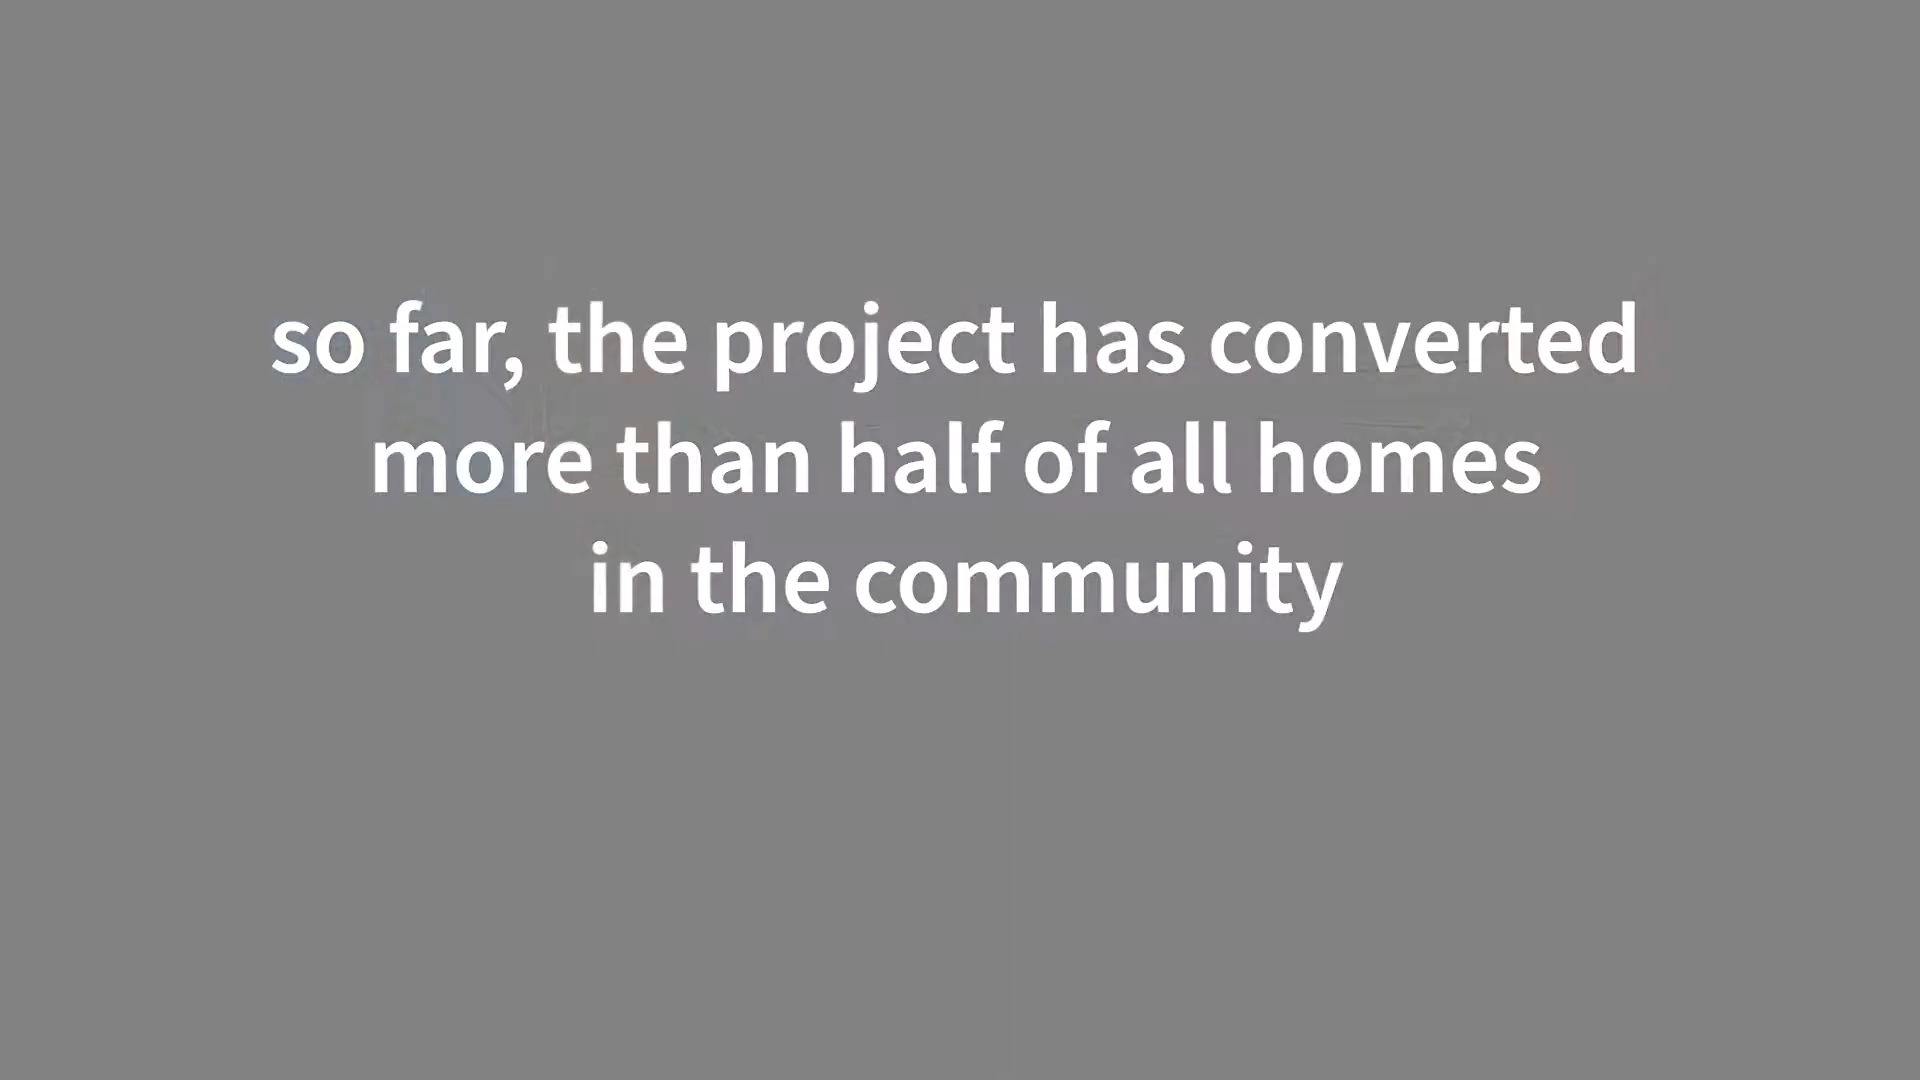 so far, the project has converted
more than half of all homes
in the community